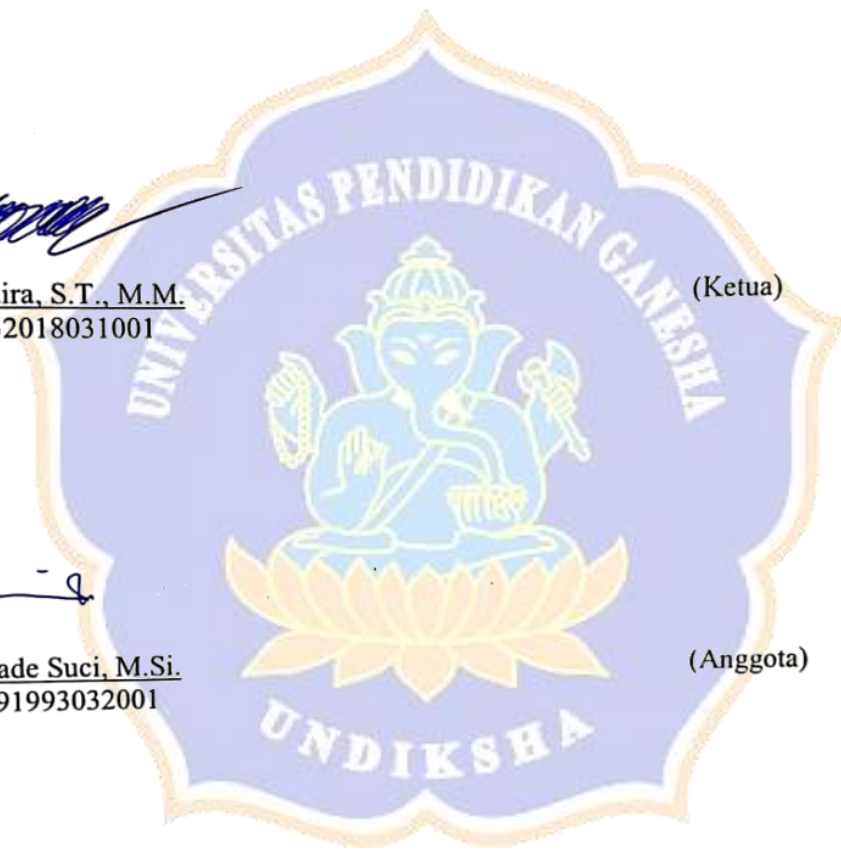 UNIVERSITAS PENDIDIKAN GANESHA
ira, S.T., M.M. (Ketua)
2018031001
ade Suci, M.Si. (Anggota)
91993032001
UNDIKSHA